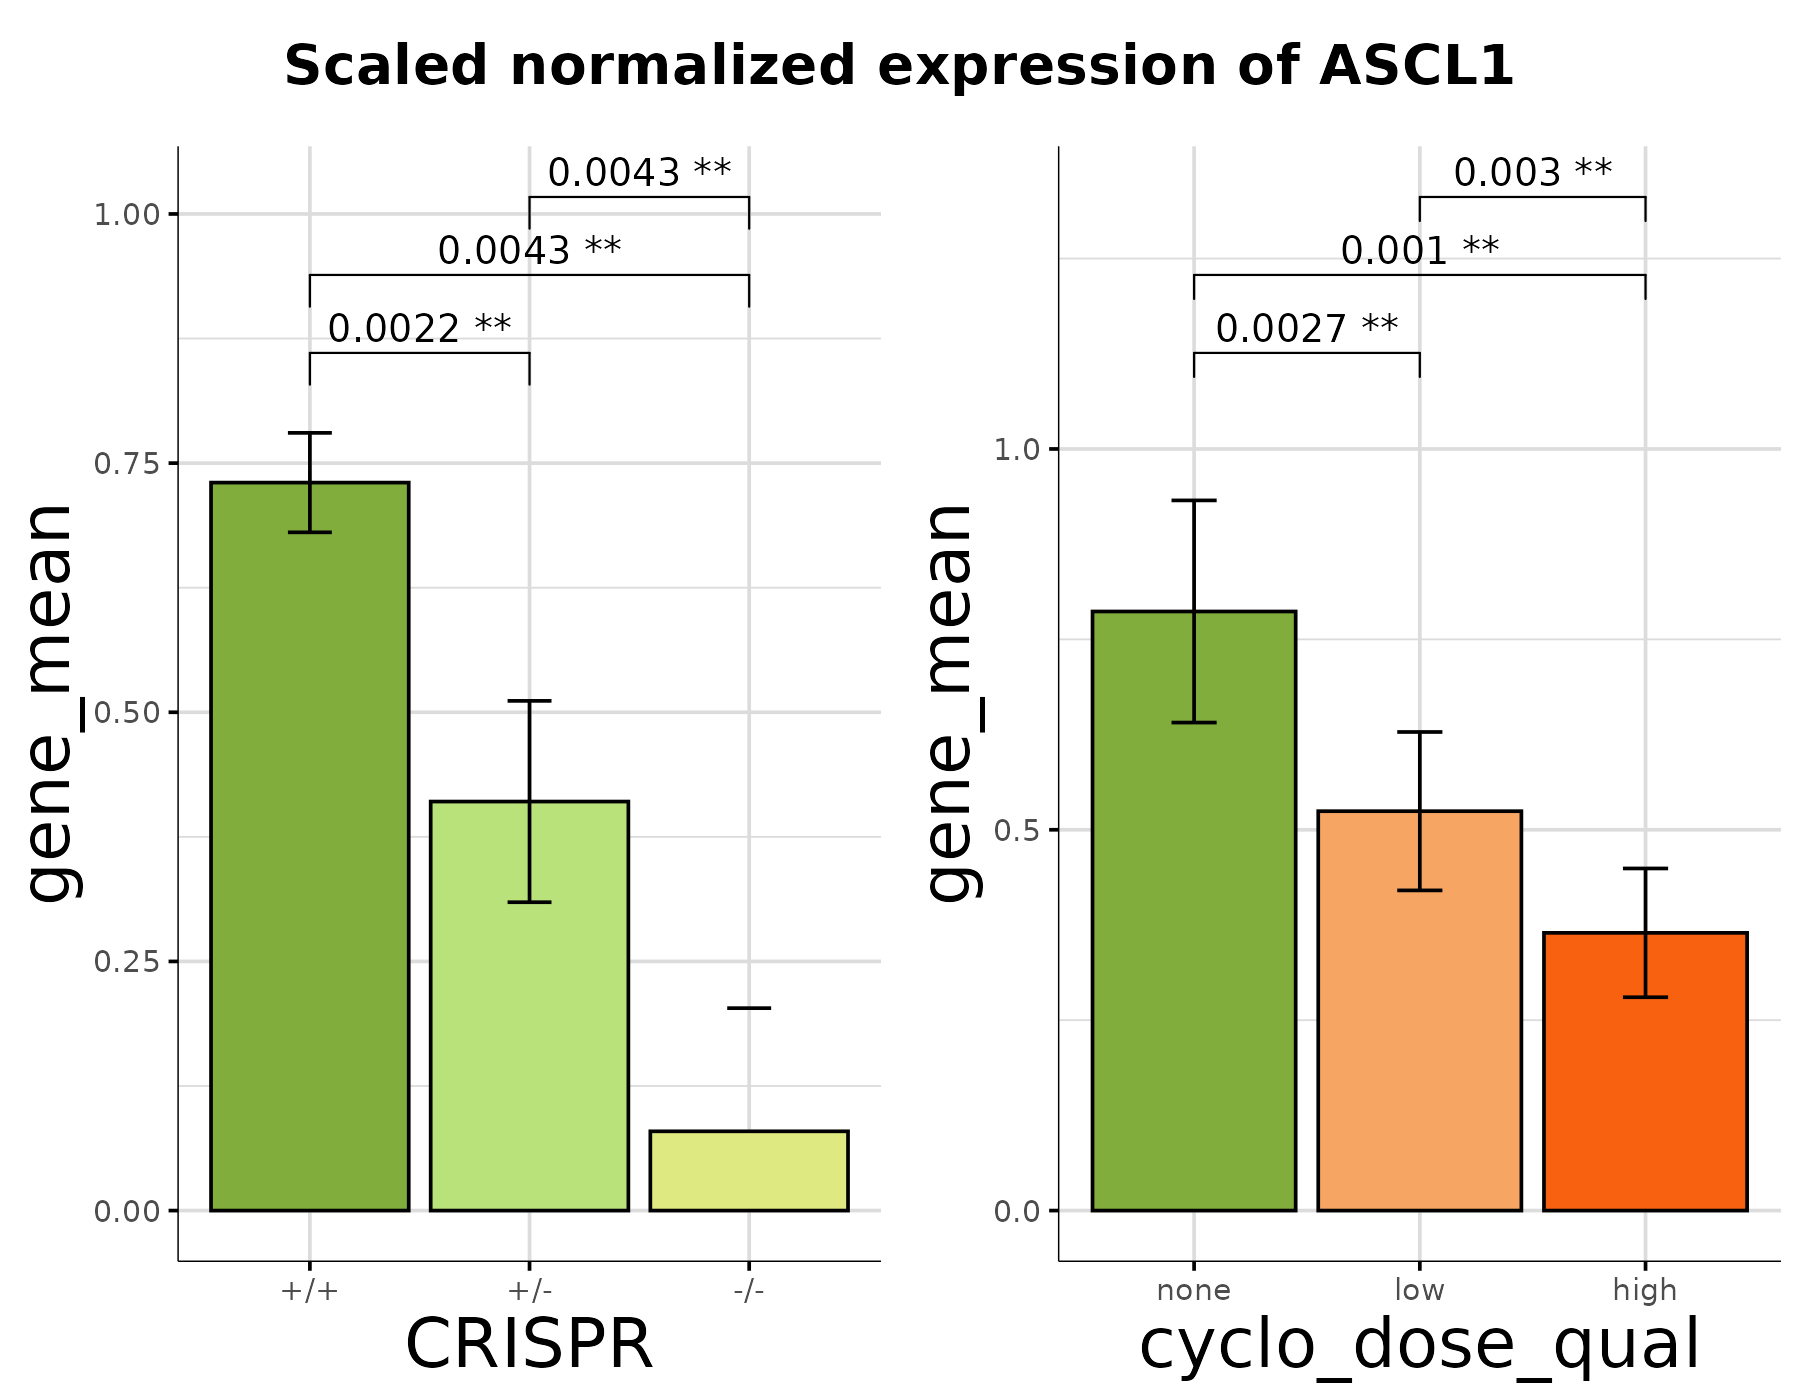 Scaled normalized expression of ASCL1
gene_mean
1.00
0.75
0.50
0.25
0.00
0.0043 **
0.0043 **
0.0022 **
+/+
+/-
-/-
CRISPR
gene_mean
1.0
0.5
0.0
0.003 **
0.001 **
0.0027 **
none
low
high
cyclo_dose_qual